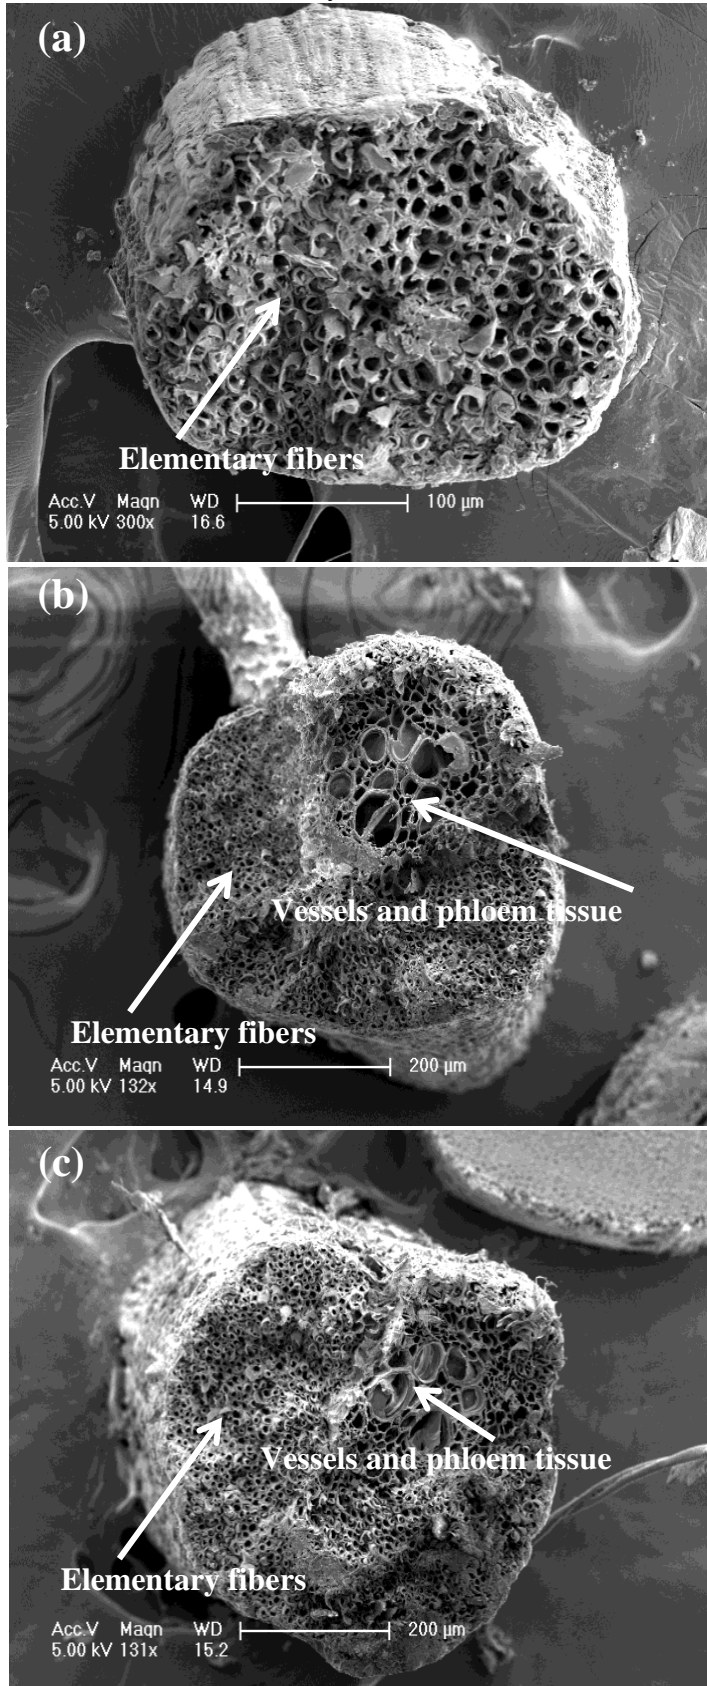 (a)
Elementary fibers
Acc.V Magn WD 100 µm
5.00 kV 300x 16.6
(b)
Vessels and phloem tissue
Elementary fibers
Acc.V Magn WD 200 µm
5.00 kV 132x 14.9
(c)
Vessels and phloem tissue
Elementary fibers
Acc.V Magn WD 200 µm
5.00 kV 131x 15.2